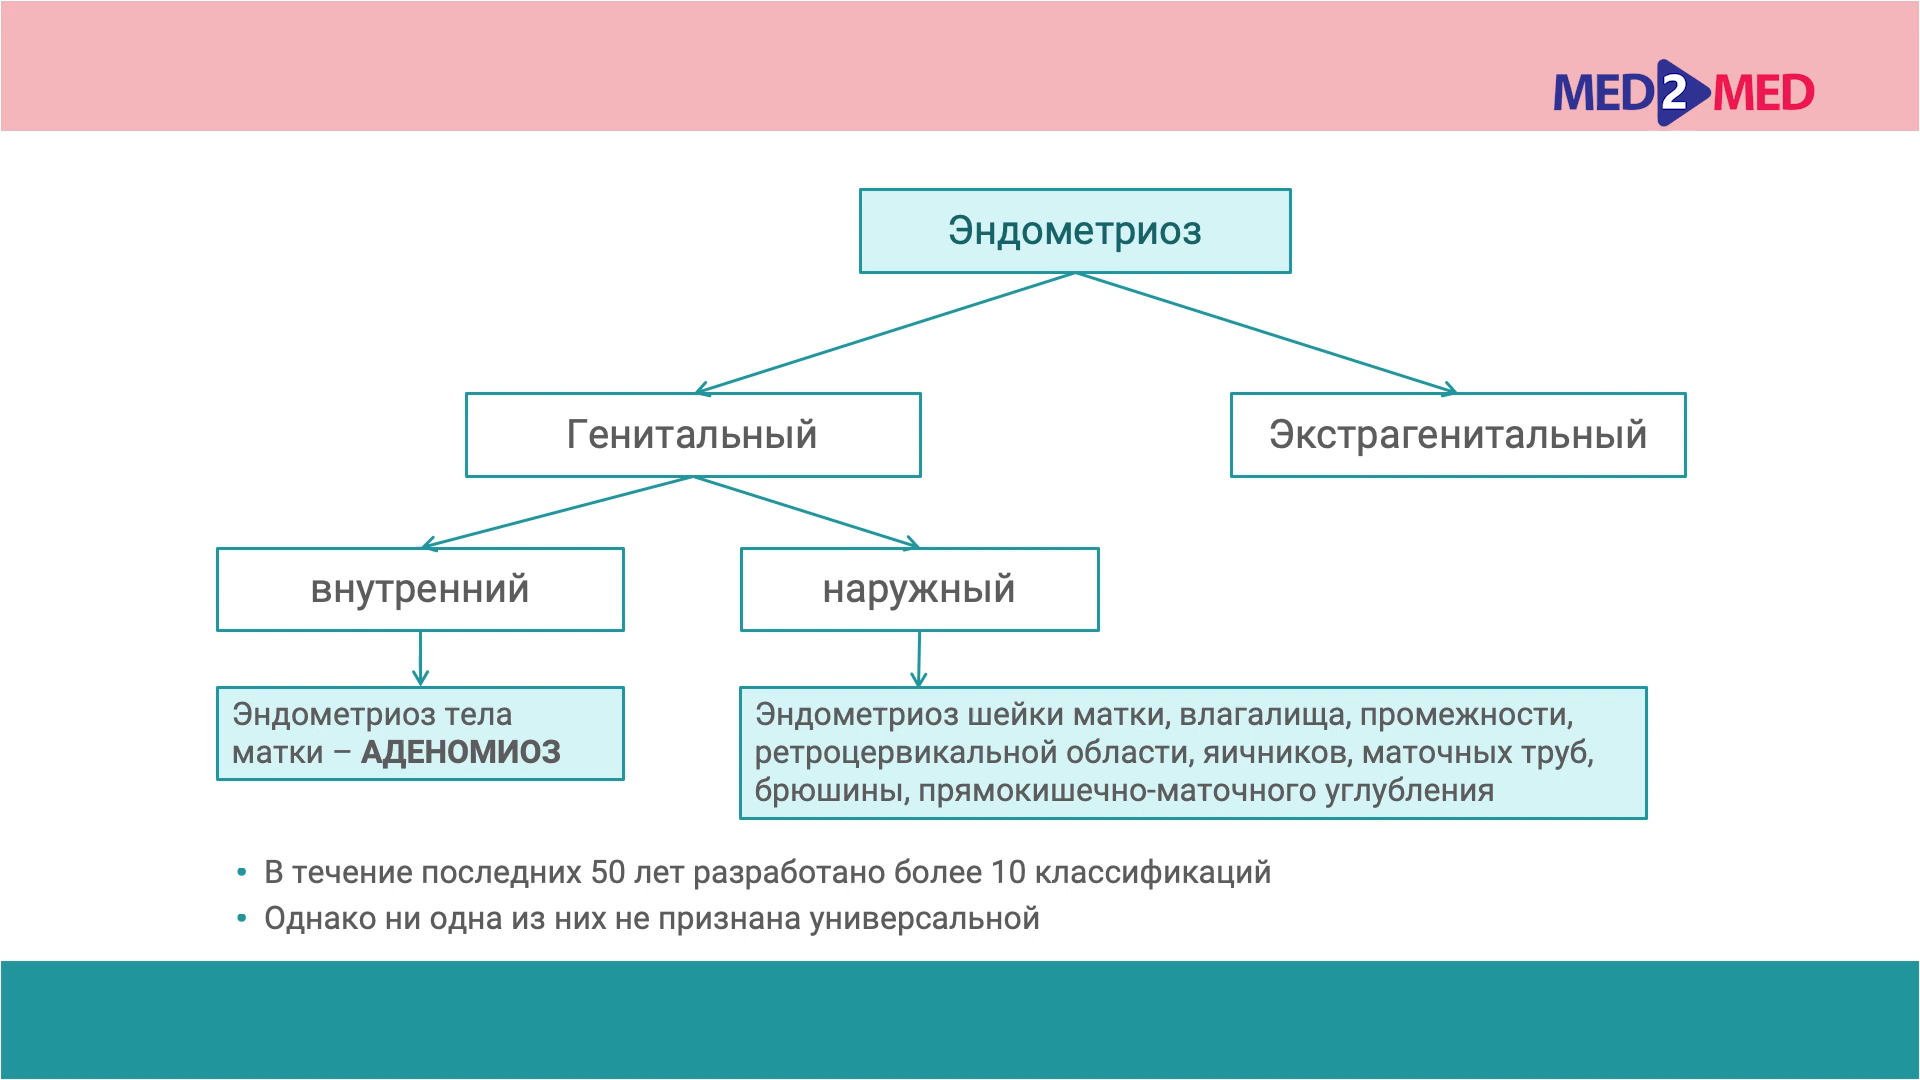 MED2MED
Эндометриоз
Генитальный
Экстрагенитальный
внутренний
наружный
Эндометриоз тела
матки – АДЕНОМИОЗ
Эндометриоз шейки матки, влагалища, промежности,
ретроцервикальной области, яичников, маточных труб,
брюшины, прямокишечно-маточного углубления
• В течение последних 50 лет разработано более 10 классификаций
• Однако ни одна из них не признана универсальной